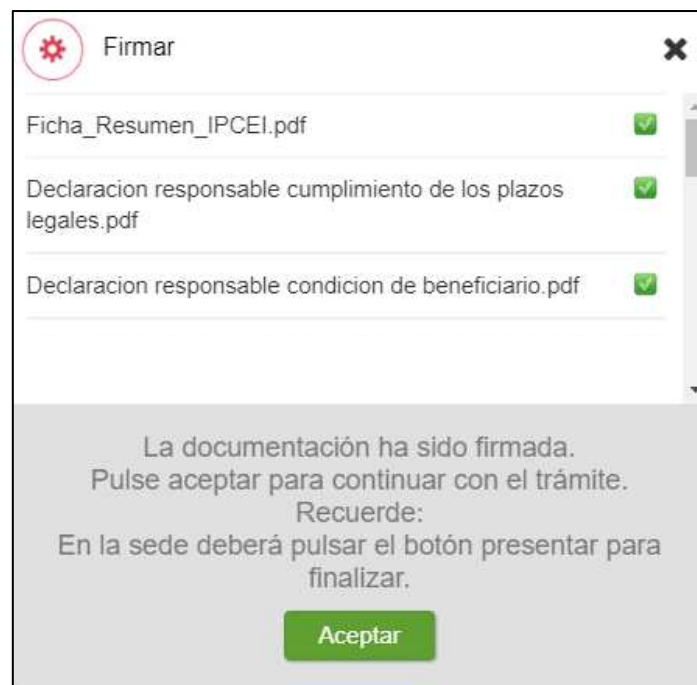 Firmar
Ficha_Resumen_IPCEI.pdf
Declaracion responsable cumplimiento de los plazos
legales.pdf
Declaracion responsable condicion de beneficiario.pdf
La documentación ha sido firmada.
Pulse aceptar para continuar con el trámite.
Recuerde:
En la sede deberá pulsar el botón presentar para
finalizar.
Aceptar